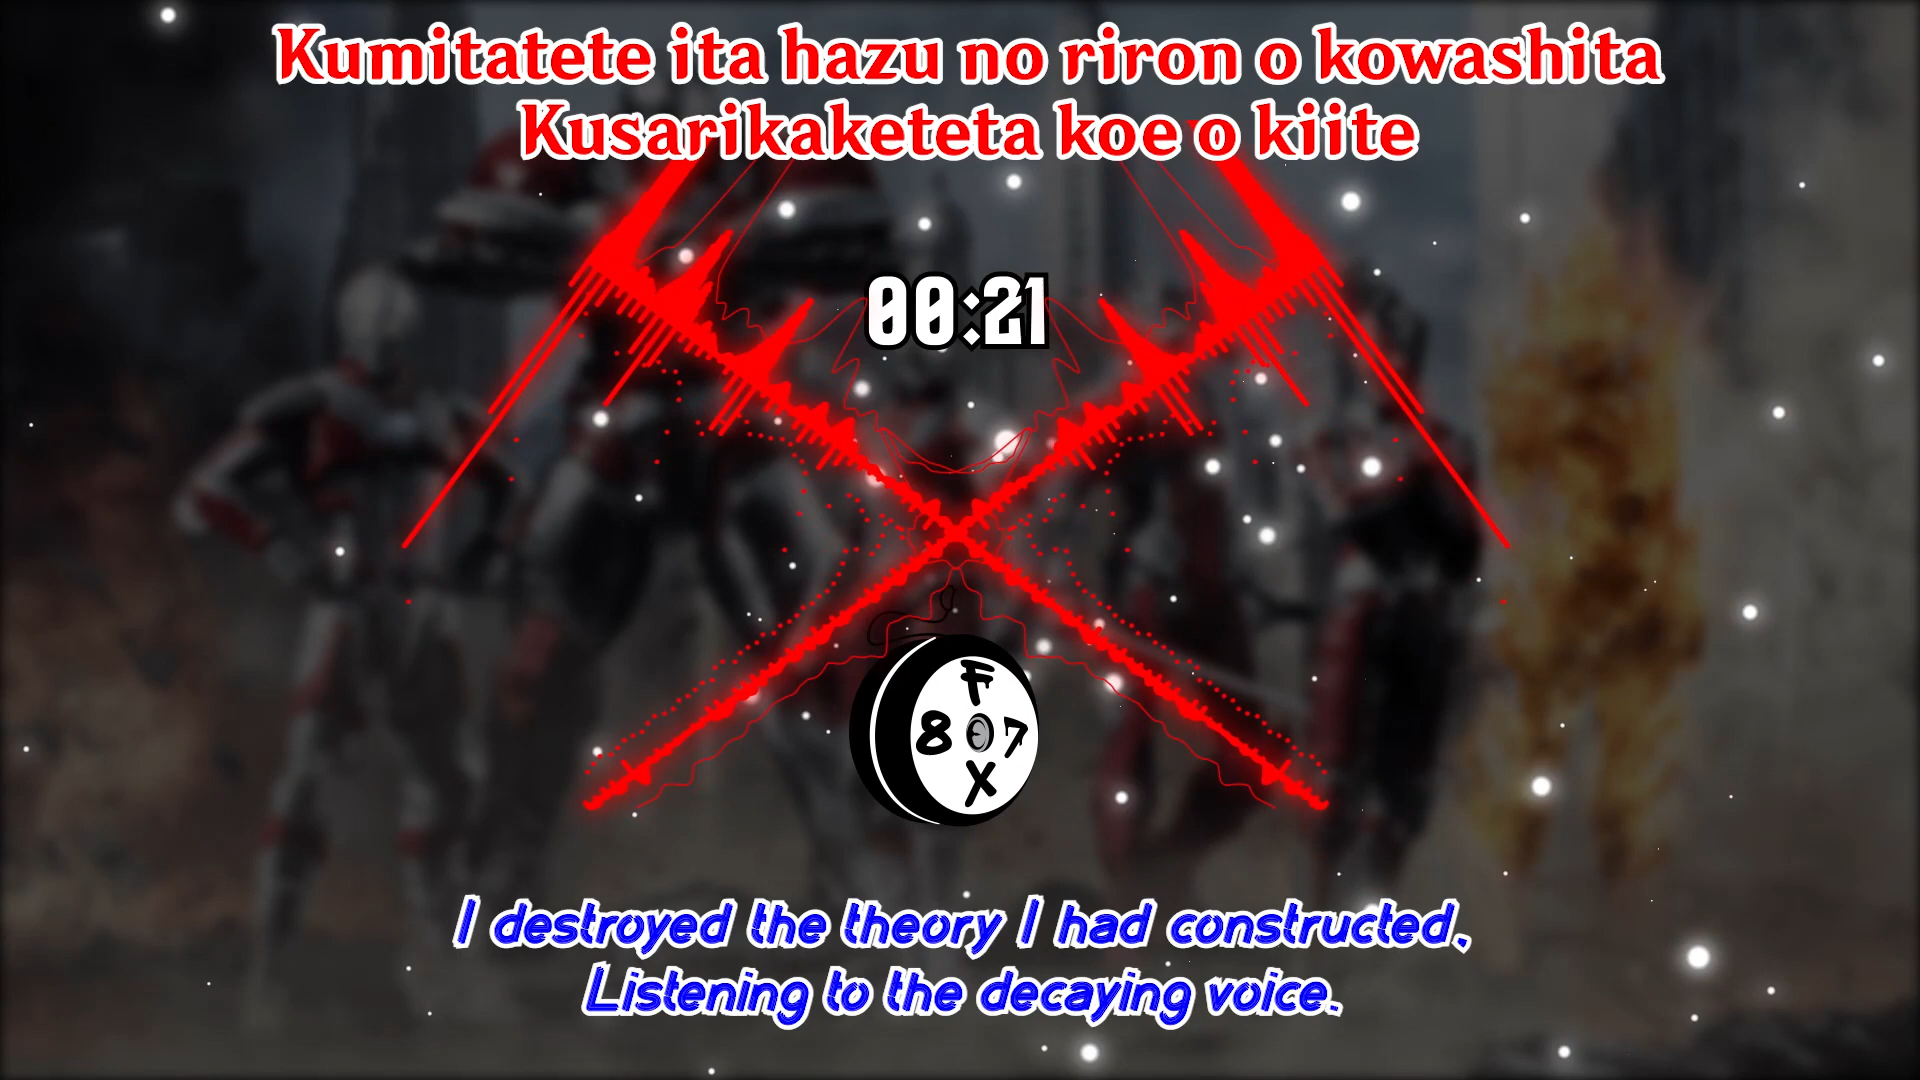 Kumitatete ita hazu no riron o kowashita
Kusarikaketeta koe o kiite
00:21
F
8 7
X
I destroyed the theory I had constructed,
Listening to the decaying voice.